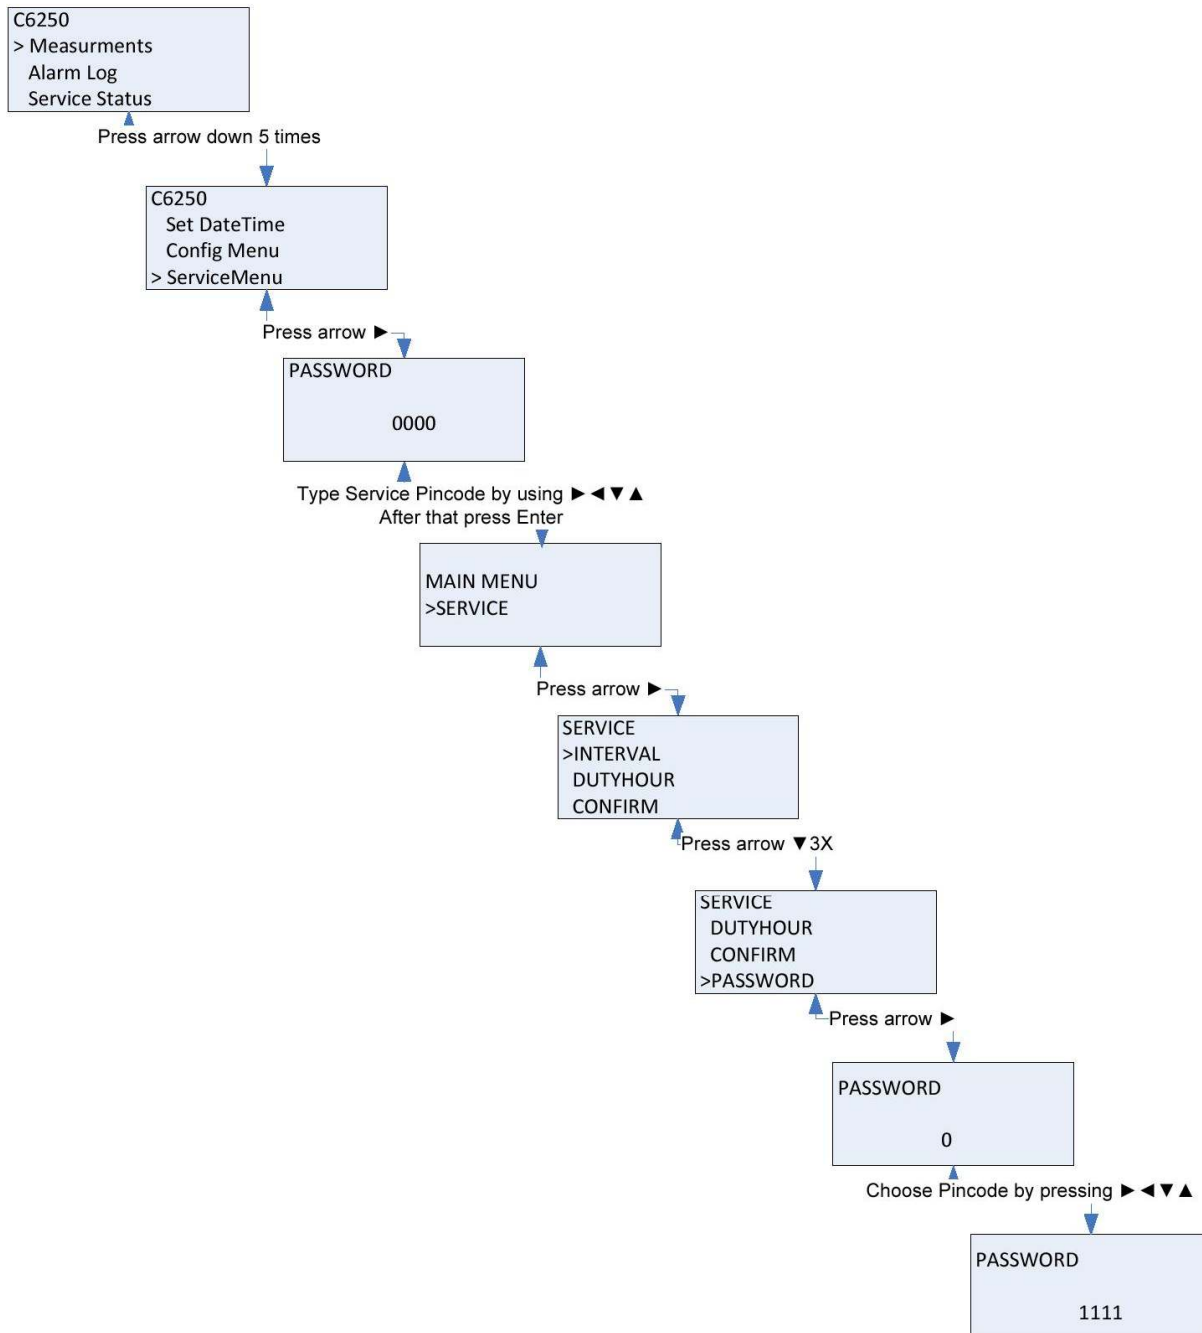 C6250
> Measurments
Alarm Log
Service Status
Press arrow down 5 times
C6250
Set DateTime
Config Menu
> ServiceMenu
Press arrow ►
PASSWORD
0000
Type Service Pincode by using ►◄▼▲
After that press Enter
MAIN MENU
>SERVICE
Press arrow ►
SERVICE
>INTERVAL
DUTYHOUR
CONFIRM
Press arrow ▼3X
SERVICE
DUTYHOUR
CONFIRM
>PASSWORD
Press arrow ►
PASSWORD
0
Choose Pincode by pressing ►◄▼▲
PASSWORD
1111